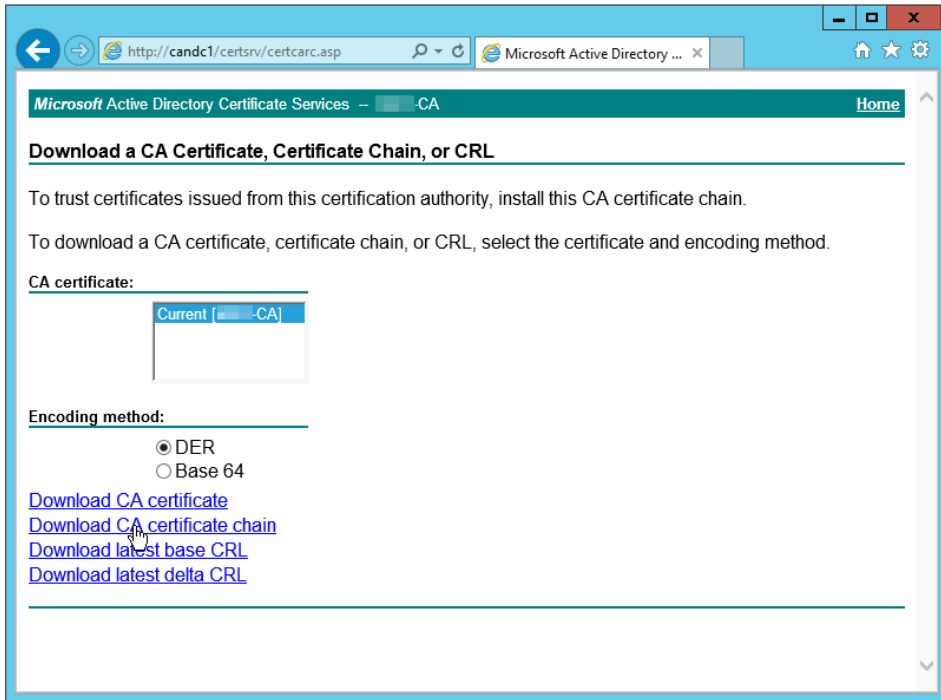 http://candc1/certsrv/certcarc.asp
Microsoft Active Directory ...
Microsoft Active Directory Certificate Services -- -CA
Home
Download a CA Certificate, Certificate Chain, or CRL
To trust certificates issued from this certification authority, install this CA certificate chain.
To download a CA certificate, certificate chain, or CRL, select the certificate and encoding method.
CA certificate:
Current [ -CA]
Encoding method:
DER
Base 64
Download CA certificate
Download CA certificate chain
Download latest base CRL
Download latest delta CRL